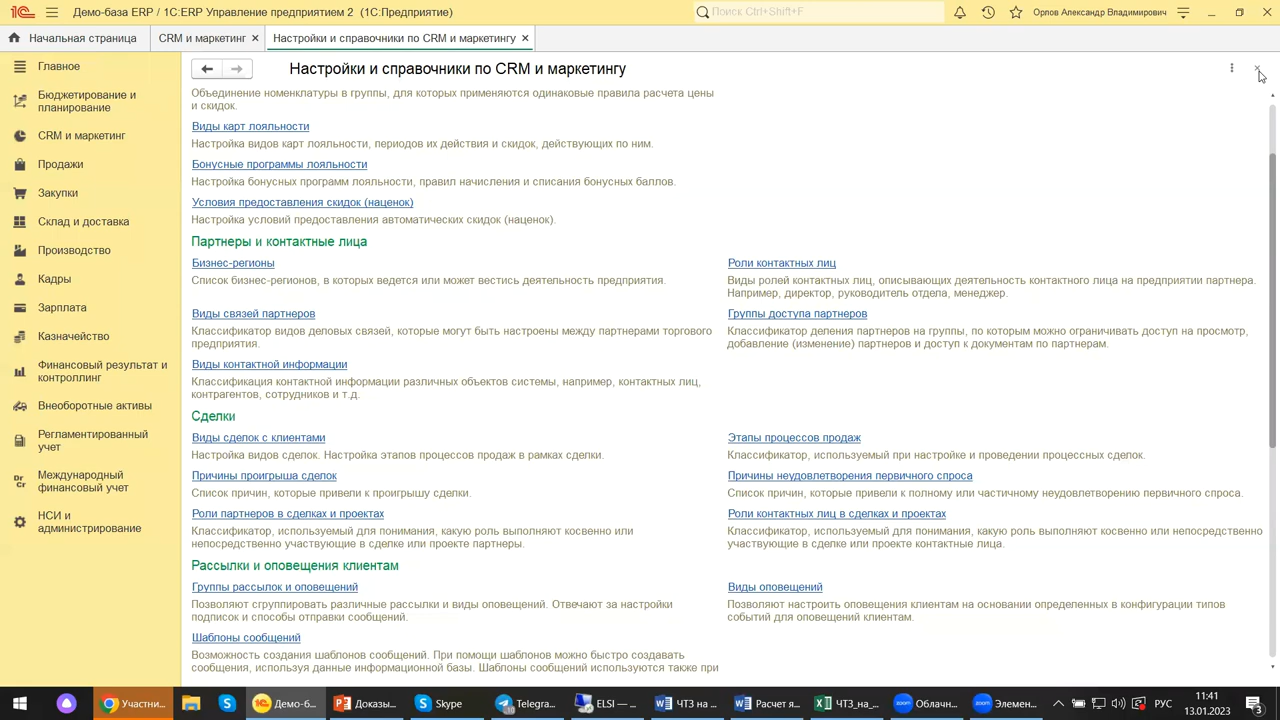 Демо-база ERP / 1C:ERP Управление предприятием 2 (1С:Предприятие)
Поиск Ctrl+Shift+F
Орлов Александр Владимирович
Начальная страница
CRM и маркетинг ×
Настройки и справочники по CRM и маркетингу ×
Главное
Бюджетирование и
планирование
CRM и маркетинг
Продажи
Закупки
Склад и доставка
Производство
Кадры
Зарплата
Казначейство
Финансовый результат и
контроллинг
Внеоборотные активы
Регламентированный
учет
Международный
финансовый учет
НСИ и
администрирование
Настройки и справочники по CRM и маркетингу
Объединение номенклатуры в группы, для которых применяются одинаковые правила расчета цены
и скидок.
Виды карт лояльности
Настройка видов карт лояльности, периодов их действия и скидок, действующих по ним.
Бонусные программы лояльности
Настройка бонусных программ лояльности, правил начисления и списания бонусных баллов.
Условия предоставления скидок (наценок)
Настройка условий предоставления автоматических скидок (наценок).
Партнеры и контактные лица
Бизнес-регионы
Список бизнес-регионов, в которых ведется или может вестись деятельность предприятия.
Роли контактных лиц
Виды ролей контактных лиц, описывающих деятельность контактного лица на предприятии партнера.
Например, директор, руководитель отдела, менеджер.
Виды связей партнеров
Классификатор видов деловых связей, которые могут быть настроены между партнерами торгового
предприятия.
Группы доступа партнеров
Классификатор деления партнеров на группы, по которым можно ограничивать доступ на просмотр,
добавление (изменение) партнеров и доступ к документам по партнерам.
Виды контактной информации
Классификация контактной информации различных объектов системы, например, контактных лиц,
контрагентов, сотрудников и т.д.
Сделки
Виды сделок с клиентами
Настройка видов сделок. Настройка этапов процессов продаж в рамках сделки.
Этапы процессов продаж
Классификатор, используемый при настройке и проведении процессных сделок.
Причины проигрыша сделок
Список причин, которые привели к проигрышу сделки.
Причины неудовлетворения первичного спроса
Список причин, которые привели к полному или частичному неудовлетворению первичного спроса.
Роли партнеров в сделках и проектах
Классификатор, используемый для понимания, какую роль выполняют косвенно или
непосредственно участвующие в сделке или проекте партнеры.
Роли контактных лиц в сделках и проектах
Классификатор, используемый для понимания, какую роль выполняют косвенно или непосредственно
участвующие в сделке или проекте контактные лица.
Рассылки и оповещения клиентам
Группы рассылок и оповещений
Позволяют сгруппировать различные рассылки и виды оповещений. Отвечают за настройки
подписок и способы отправки сообщений.
Виды оповещений
Позволяют настроить оповещения клиентам на основании определенных в конфигурации типов
событий для оповещений клиентам.
Шаблоны сообщений
Возможность создания шаблонов сообщений. При помощи шаблонов можно быстро создавать
сообщения, используя данные информационной базы. Шаблоны сообщений используются также при
Участни...
Демо-б...
Доказы...
Skype
Telegra...
ELSI — ...
ЧТЗ на ...
Расчет я...
ЧТЗ_на_...
Облачн...
Элемен...
РУС
11:41
13.01.2023
3